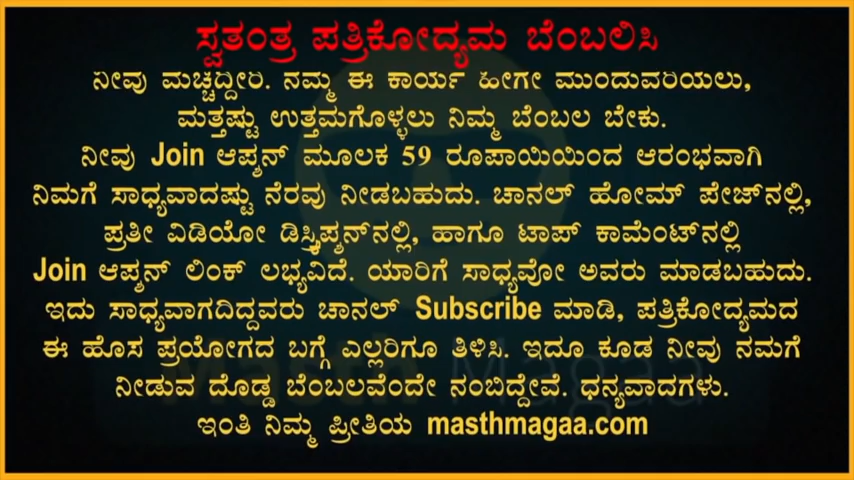 ಸ್ವತಂತ್ರ ಪತ್ರಿಕೋದ್ಯಮ ಬೆಂಬಲಿಸಿ
ನೀವು ಮೆಚ್ಚಿದ್ದೀರಿ. ನಮ್ಮ ಈ ಕಾರ್ಯ ಹೀಗೇ ಮುಂದುವರಿಯಲು,
ಮತ್ತಷ್ಟು ಉತ್ತಮಗೊಳ್ಳಲು ನಿಮ್ಮ ಬೆಂಬಲ ಬೇಕು.
ನೀವು Join ಆಪ್ಶನ್ ಮೂಲಕ 59 ರೂಪಾಯಿಯಿಂದ ಆರಂಭವಾಗಿ
ನಿಮಗೆ ಸಾಧ್ಯವಾದಷ್ಟು ನೆರವು ನೀಡಬಹುದು. ಚಾನಲ್ ಹೋಮ್ ಪೇಜ್‌ನಲ್ಲಿ,
ಪ್ರತೀ ವಿಡಿಯೋ ಡಿಸ್ಕ್ರಿಪ್ಶನ್‌ನಲ್ಲಿ, ಹಾಗೂ ಟಾಪ್ ಕಾಮೆಂಟ್‌ನಲ್ಲಿ
Join ಆಪ್ಶನ್ ಲಿಂಕ್ ಲಭ್ಯವಿದೆ. ಯಾರಿಗೆ ಸಾಧ್ಯವೋ ಅವರು ಮಾಡಬಹುದು.
ಇದು ಸಾಧ್ಯವಾಗದಿದ್ದವರು ಚಾನಲ್ Subscribe ಮಾಡಿ, ಪತ್ರಿಕೋದ್ಯಮದ
ಈ ಹೊಸ ಪ್ರಯೋಗದ ಬಗ್ಗೆ ಎಲ್ಲರಿಗೂ ತಿಳಿಸಿ. ಇದೂ ಕೂಡ ನೀವು ನಮಗೆ
ನೀಡುವ ದೊಡ್ಡ ಬೆಂಬಲವೆಂದೇ ನಂಬಿದ್ದೇವೆ. ಧನ್ಯವಾದಗಳು.
ಇಂತಿ ನಿಮ್ಮ ಪ್ರೀತಿಯ masthmagaa.com
Masth Magaa